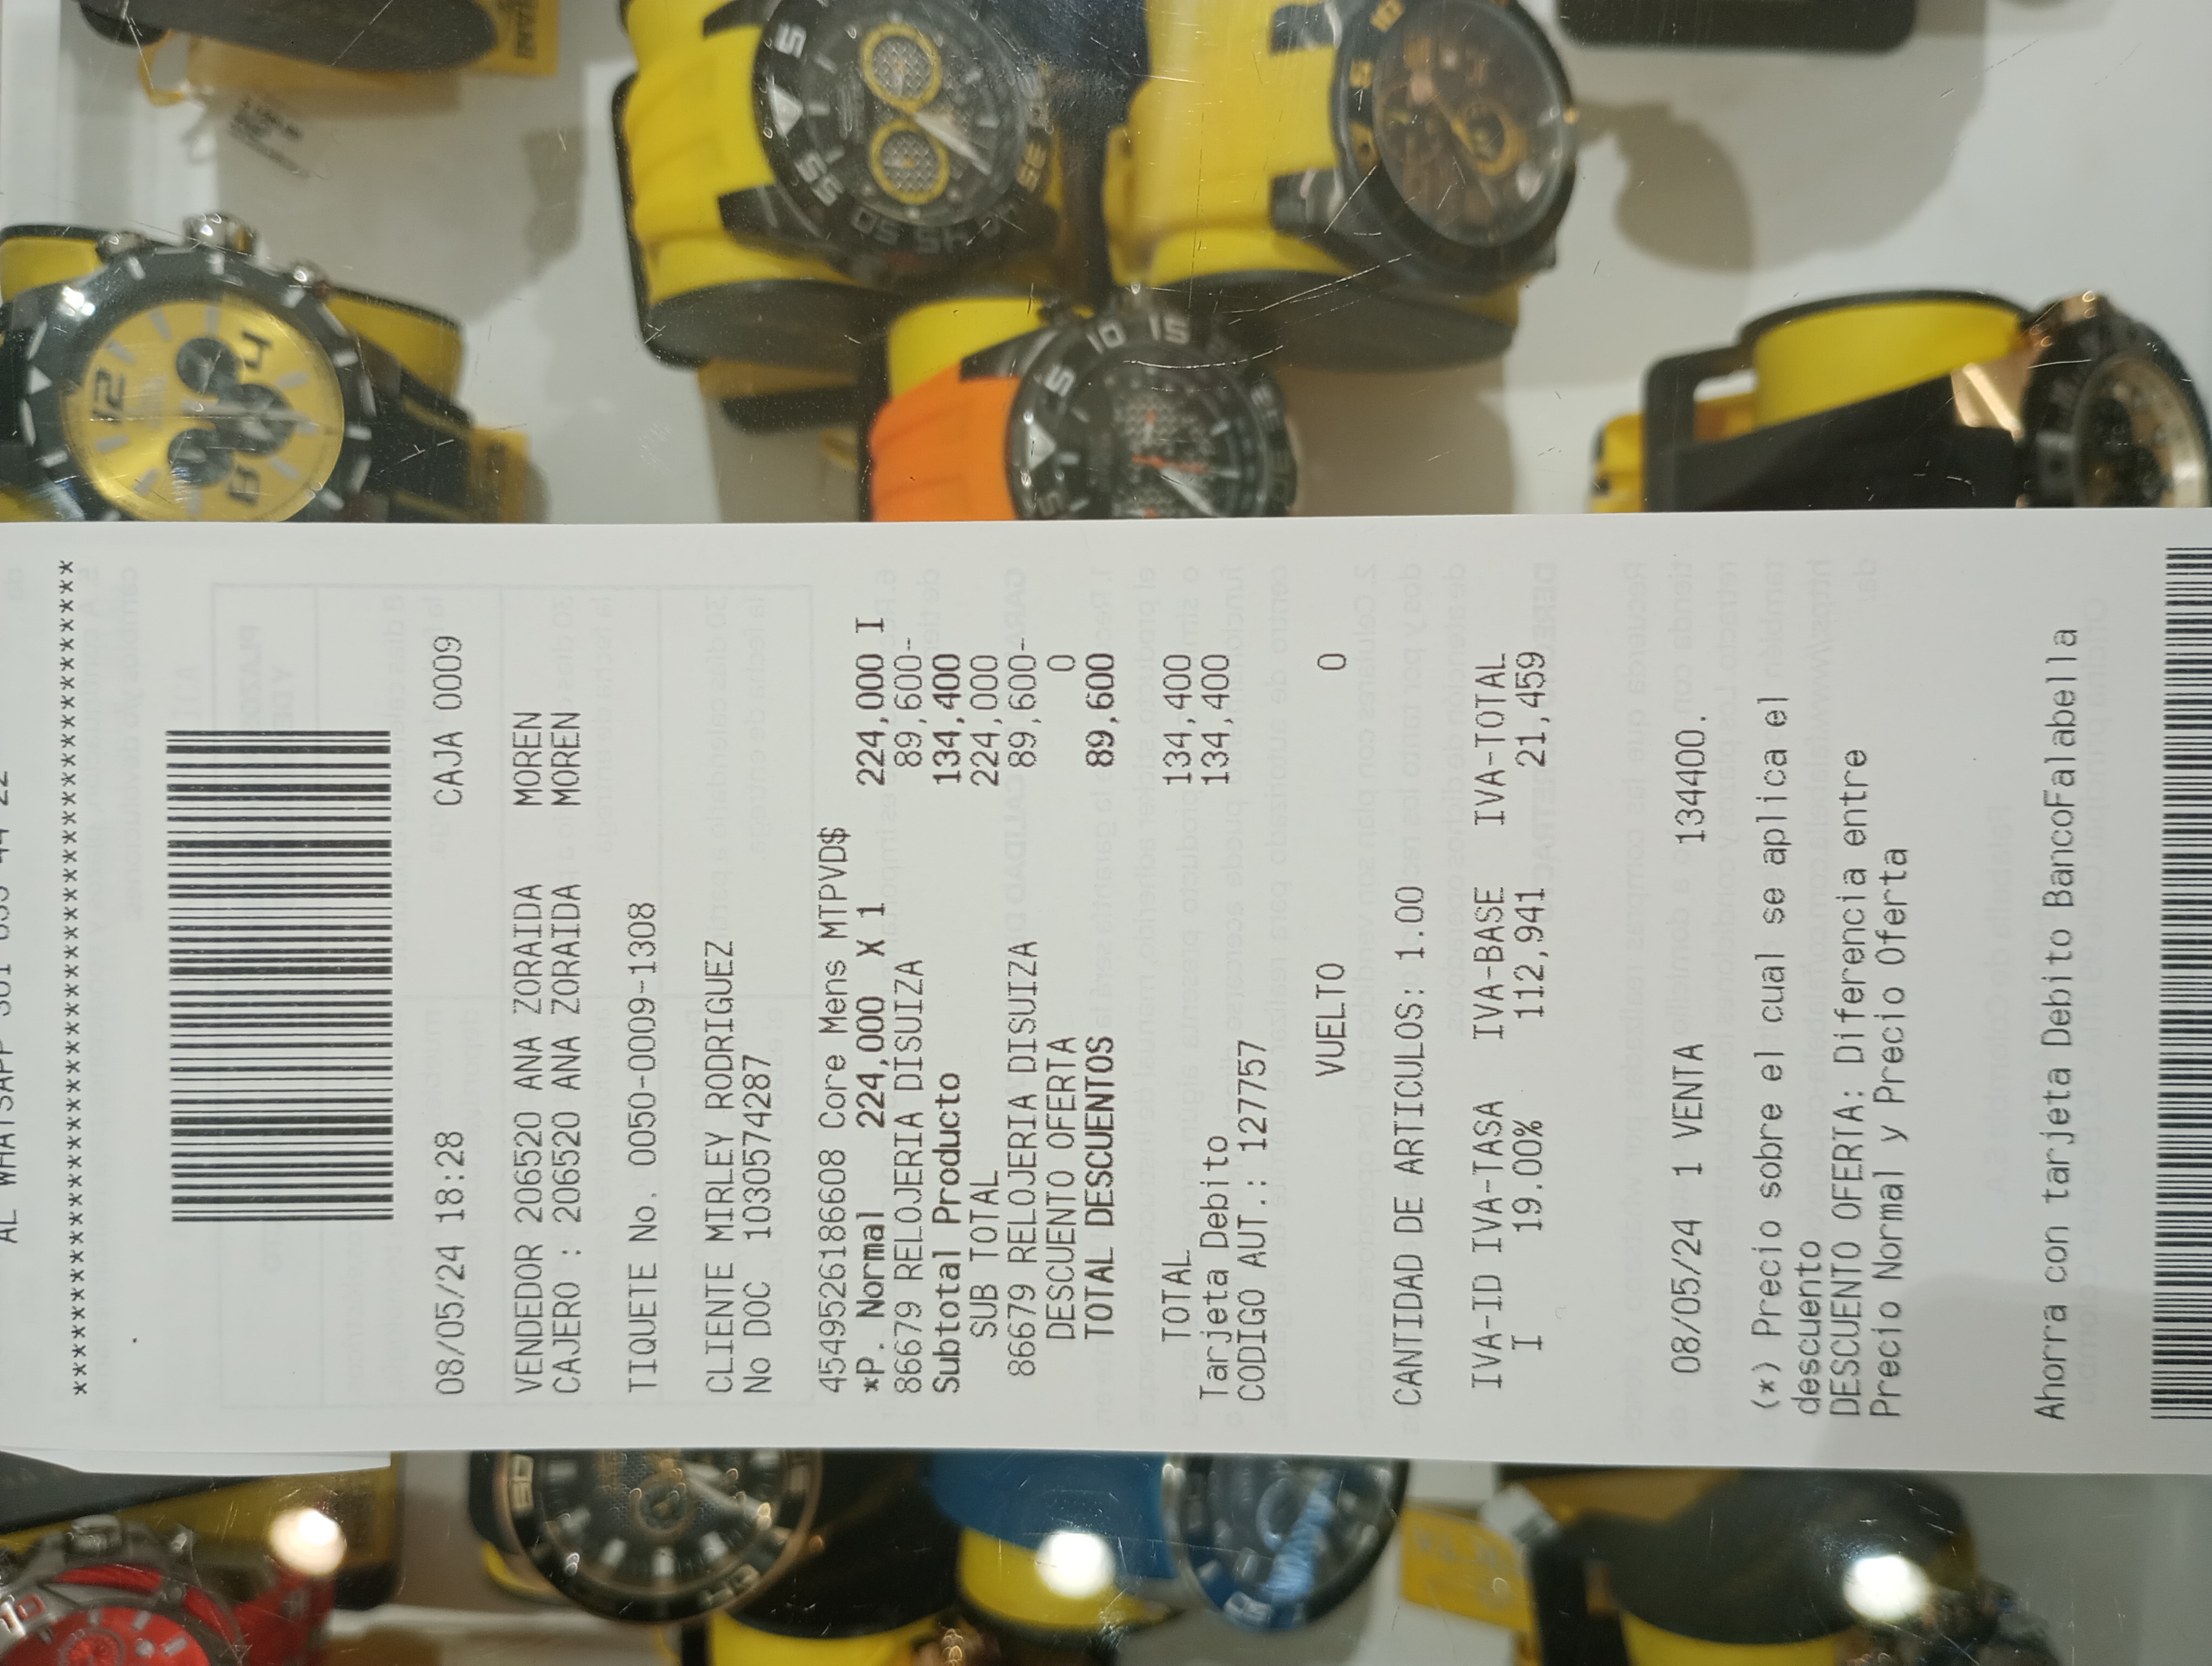 ****************************************
08/05/24 18:28 CAJA 0009
VENDEDOR 206520 ANA ZORAIDA MOREN
CAJERO : 206520 ANA ZORAIDA MOREN
TIQUETE No. 0050-0009-1308
CLIENTE MIRLEY RODRIGUEZ
No DOC 1030574287
4549526186608 Core Mens MTPVD$
*P. Normal 224,000 X 1 224,000 I
86679 RELOJERIA DISUIZA 89,600-
Subtotal Producto 134,400
SUB TOTAL 224,000
86679 RELOJERIA DISUIZA 89,600-
DESCUENTO OFERTA 0
TOTAL DESCUENTOS 89,600
TOTAL 134,400
Tarjeta Debito 134,400
CODIGO AUT.: 127757
VUELTO 0
CANTIDAD DE ARTICULOS: 1.00
IVA-ID IVA-TASA IVA-BASE IVA-TOTAL
I 19.00% 112,941 21,459
08/05/24 1 VENTA 134400.
(*) Precio sobre el cual se aplica el
descuento
DESCUENTO OFERTA: Diferencia entre
Precio Normal y Precio Oferta
Ahorra con tarjeta Debito BancoFalabella